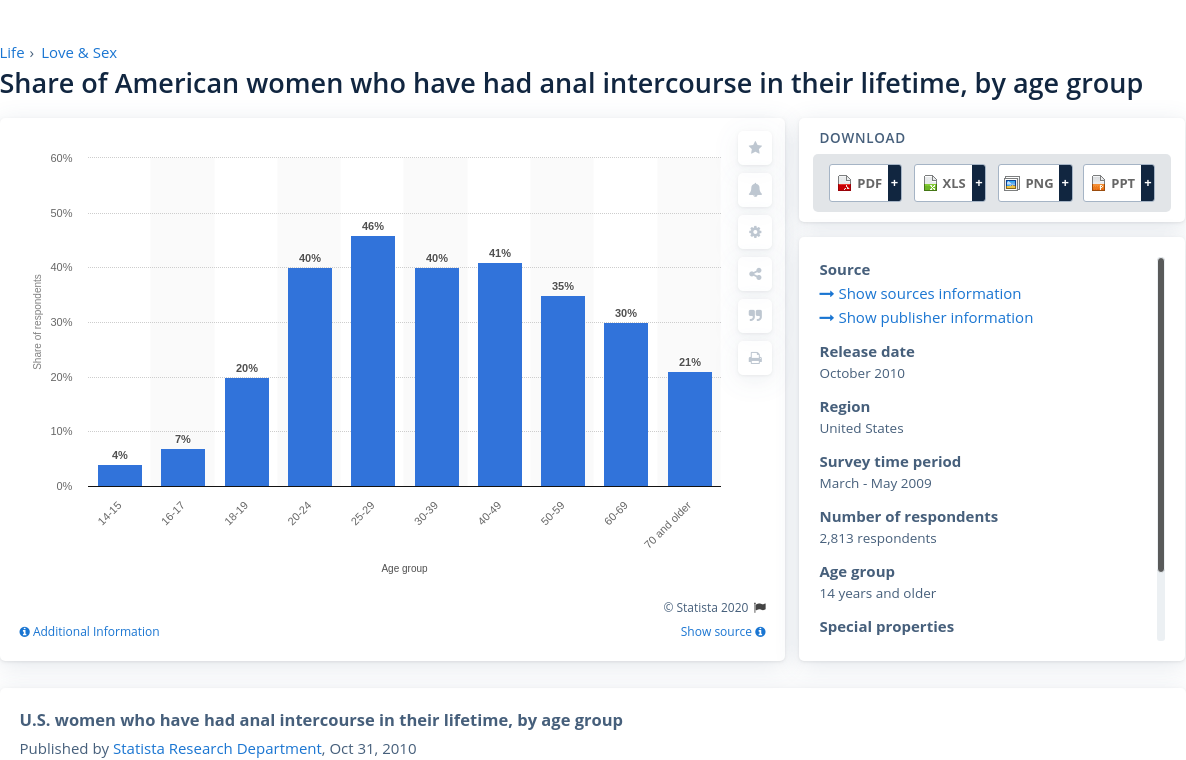 Life › Love & Sex
Share of American women who have had anal intercourse in their lifetime, by age group
60%
50%
40%
30%
20%
10%
0%
Share of respondents
4%
7%
20%
40%
46%
40%
41%
35%
30%
21%
14-15
16-17
18-19
20-24
25-29
30-39
40-49
50-59
60-69
70 and older
Age group
© Statista 2020
Additional Information
Show source
DOWNLOAD
PDF +
XLS +
PNG +
PPT +
Source
Show sources information
Show publisher information
Release date
October 2010
Region
United States
Survey time period
March - May 2009
Number of respondents
2,813 respondents
Age group
14 years and older
Special properties
U.S. women who have had anal intercourse in their lifetime, by age group
Published by Statista Research Department, Oct 31, 2010